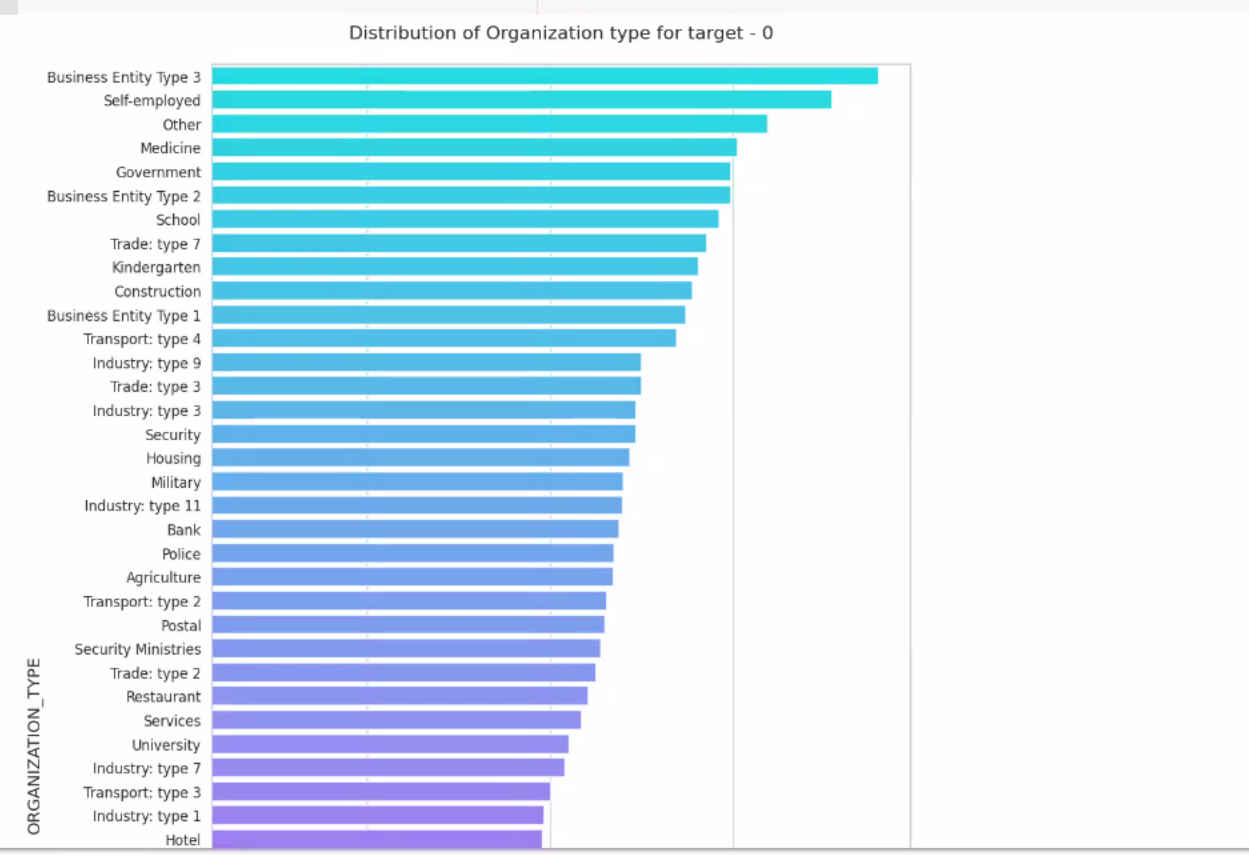 Distribution of Organization type for target - 0
Business Entity Type 3
Self-employed
Other
Medicine
Government
Business Entity Type 2
School
Trade: type 7
Kindergarten
Construction
Business Entity Type 1
Transport: type 4
Industry: type 9
Trade: type 3
Industry: type 3
Security
Housing
Military
Industry: type 11
Bank
Police
Agriculture
Transport: type 2
Postal
Security Ministries
Trade: type 2
Restaurant
Services
University
Industry: type 7
Transport: type 3
Industry: type 1
Hotel
ORGANIZATION_TYPE